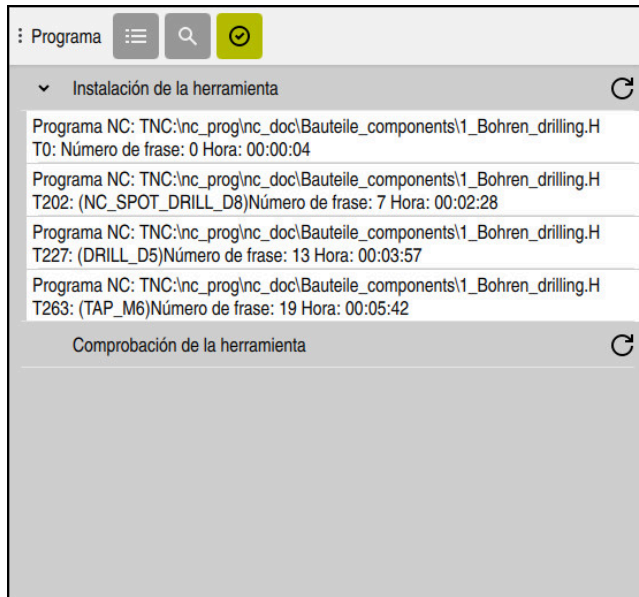 Programa
Instalación de la herramienta
Programa NC: TNC:\nc_prog\nc_doc\Bauteile_components\1_Bohren_drilling.H
T0: Número de frase: 0 Hora: 00:00:04
Programa NC: TNC:\nc_prog\nc_doc\Bauteile_components\1_Bohren_drilling.H
T202: (NC_SPOT_DRILL_D8)Número de frase: 7 Hora: 00:02:28
Programa NC: TNC:\nc_prog\nc_doc\Bauteile_components\1_Bohren_drilling.H
T227: (DRILL_D5)Número de frase: 13 Hora: 00:03:57
Programa NC: TNC:\nc_prog\nc_doc\Bauteile_components\1_Bohren_drilling.H
T263: (TAP_M6)Número de frase: 19 Hora: 00:05:42
Comprobación de la herramienta